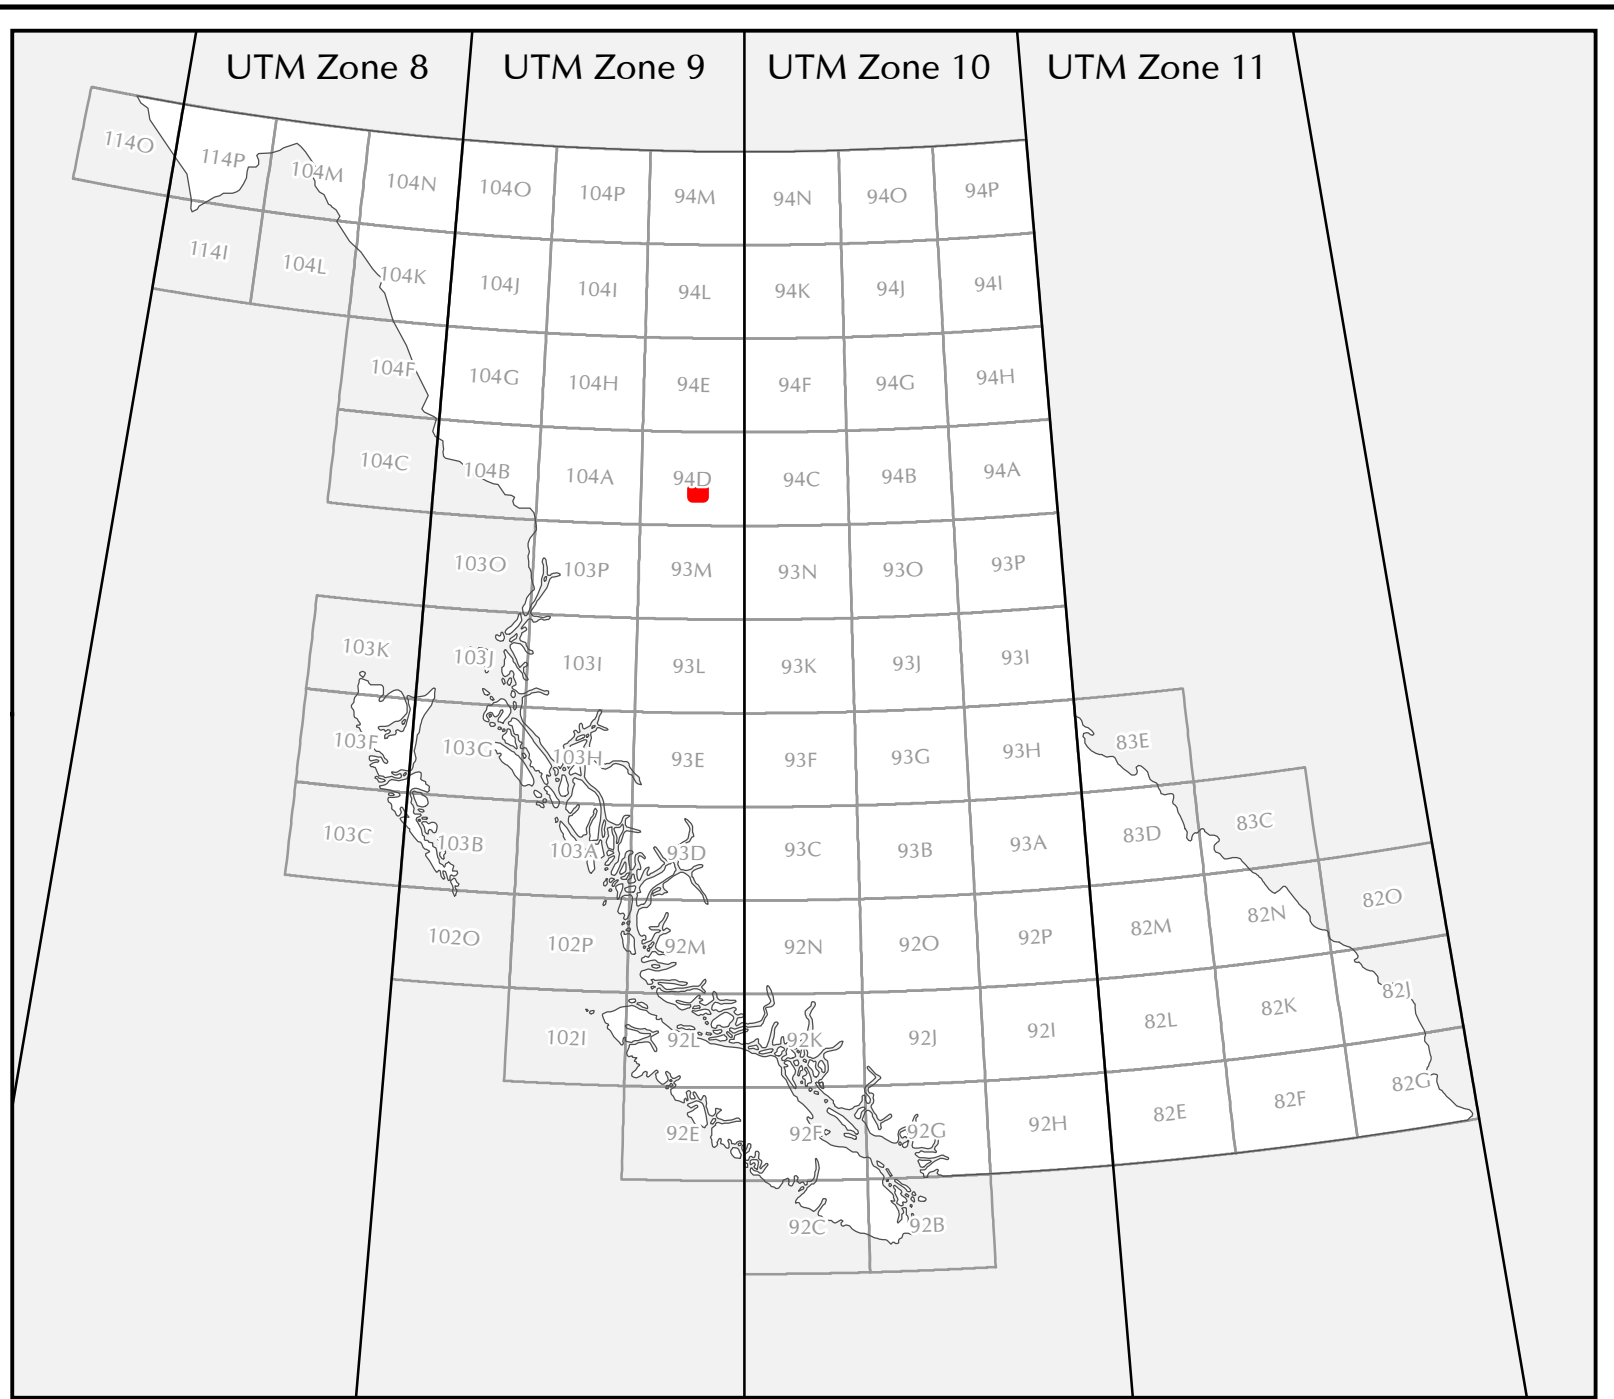 UTM Zone 8 UTM Zone 9 UTM Zone 10 UTM Zone 11
114O 114P 104M 104N 104O 104P 94M 94N 94O 94P
114I 104L 104K 104J 104I 94L 94K 94J 94I
104F 104G 104H 94E 94F 94G 94H
104C 104B 104A 94D 94C 94B 94A
103O 103P 93M 93N 93O 93P
103K 103J 103I 93L 93K 93J 93I
103F 103G 103H 93E 93F 93G 93H 83E
103C 103B 103A 93D 93C 93B 93A 83D 83C
102O 102P 92M 92N 92O 92P 82M 82N 82O
102I 92L 92K 92J 92I 82L 82K 82J
92E 92F 92G 92H 82E 82F 82G
92C 92B